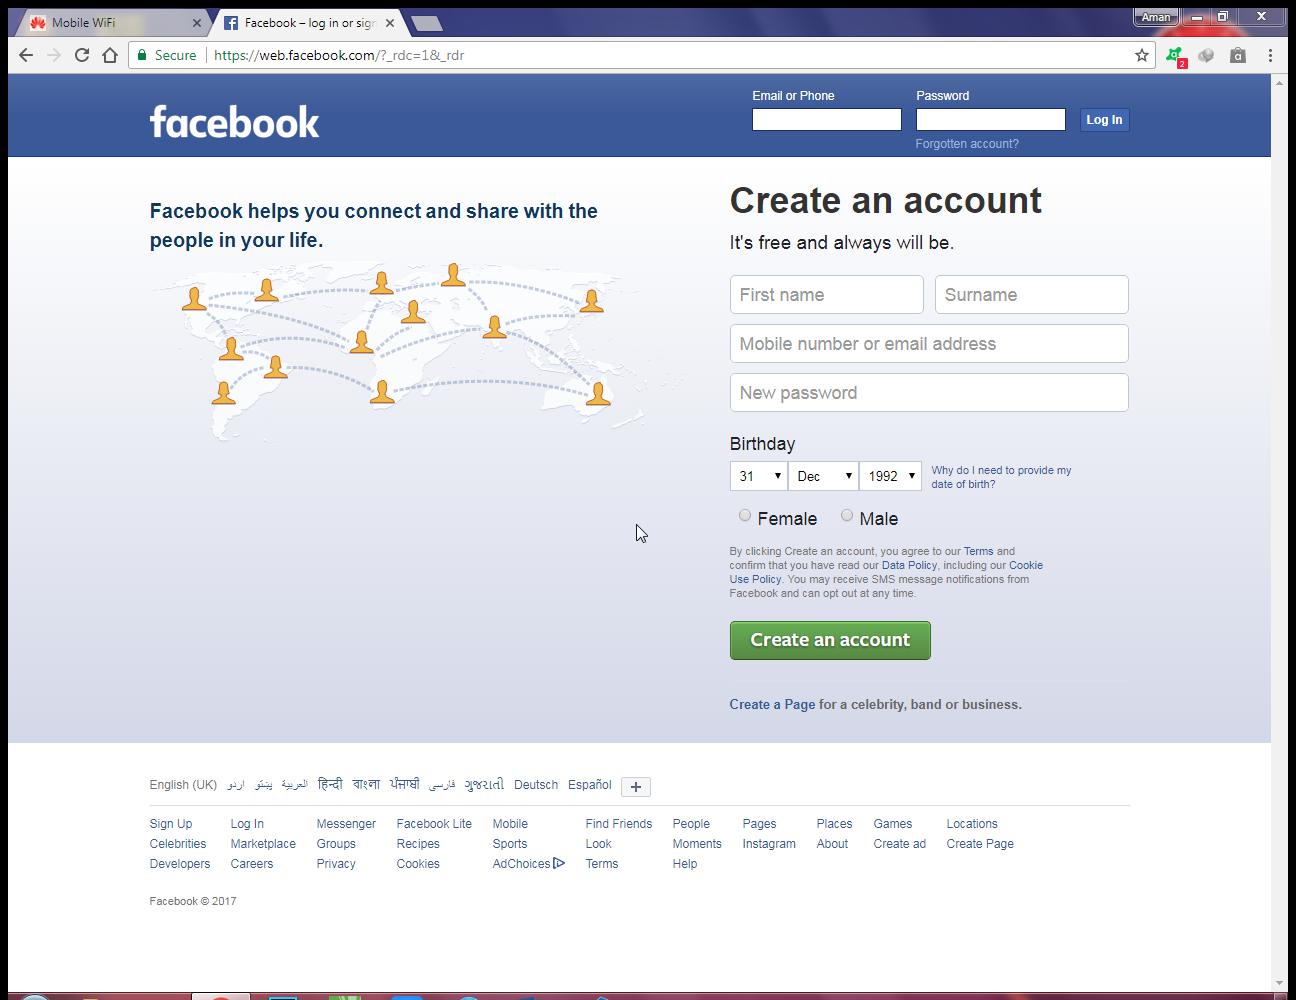 Mobile WiFi
Facebook – log in or sign
Aman
Secure
https://web.facebook.com/?_rdc=1&_rdr
2
facebook
Email or Phone
Password
Log In
Forgotten account?
Facebook helps you connect and share with the
people in your life.
Create an account
It's free and always will be.
First name
Surname
Mobile number or email address
New password
Birthday
31
Dec
1992
Why do I need to provide my
date of birth?
Female
Male
By clicking Create an account, you agree to our Terms and
confirm that you have read our Data Policy, including our Cookie
Use Policy. You may receive SMS message notifications from
Facebook and can opt out at any time.
Create an account
Create a Page for a celebrity, band or business.
English (UK) اردو پښتو العربية हिन्दी বাংলা ਪੰਜਾਬੀ فارسی ગુજરાતી Deutsch Español +
Sign Up Log In Messenger Facebook Lite Mobile Find Friends People Pages Places Games Locations
Celebrities Marketplace Groups Recipes Sports Look Moments Instagram About Create ad Create Page
Developers Careers Privacy Cookies AdChoices Terms Help
Facebook © 2017